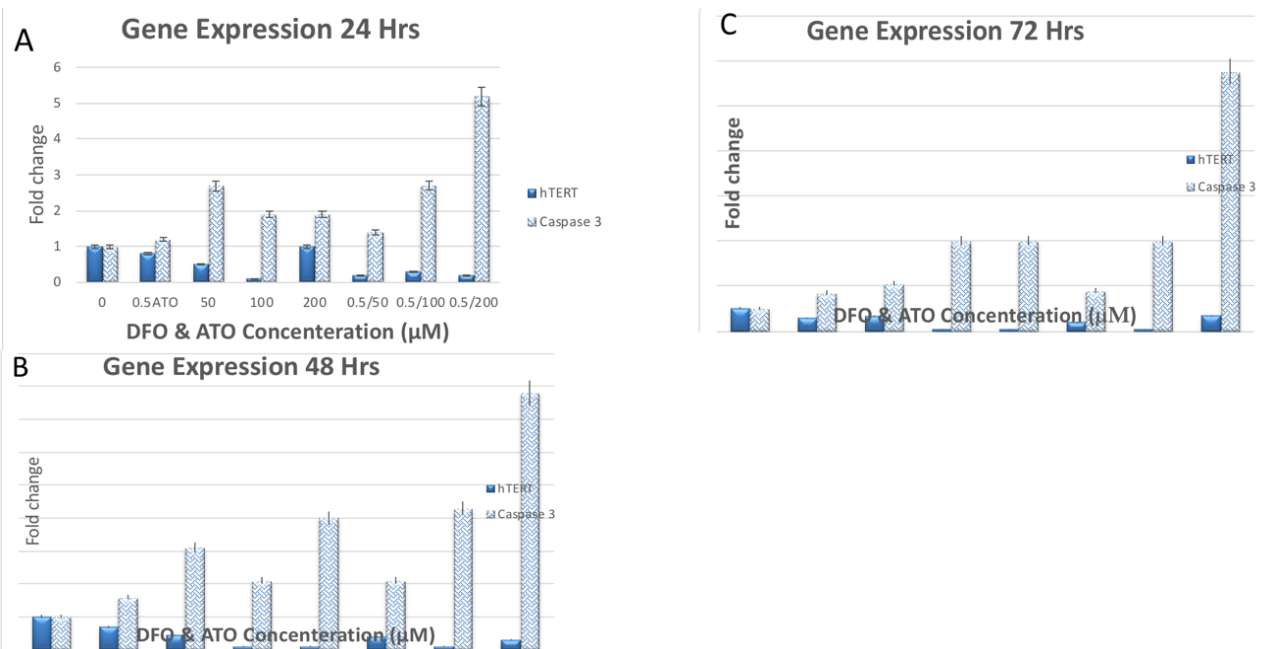 A
Gene Expression 24 Hrs
6
5
4
3
2
1
0
Fold change
hTERT
Caspase 3
0 0.5ATO 50 100 200 0.5/50 0.5/100 0.5/200
DFO & ATO Concenteration (µM)
B
Gene Expression 48 Hrs
Fold change
hTERT
Caspase 3
DFO & ATO Concenteration (µM)
C
Gene Expression 72 Hrs
Fold change
hTERT
Caspase 3
DFO & ATO Concenteration (µM)